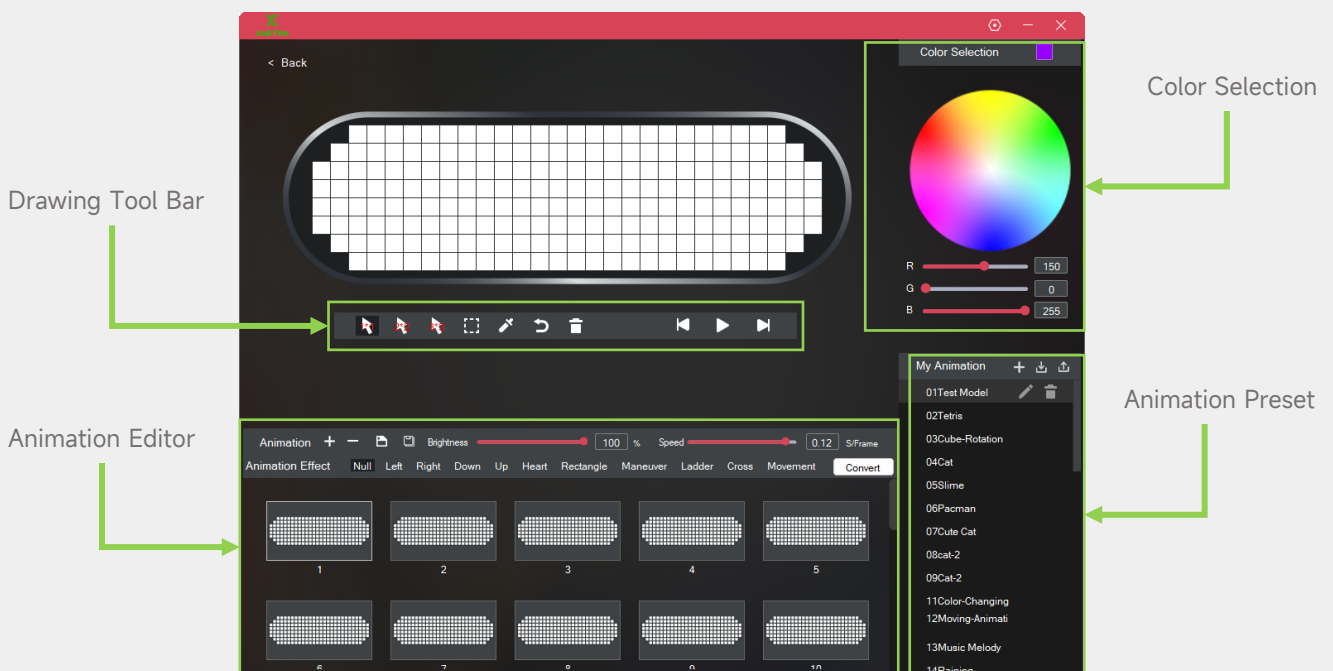 Color Selection
< Back
Color Selection
Drawing Tool Bar
R 150
G 0
B 255
My Animation
01Test Model
02Tetris
03Cube-Rotation
04Cat
05Slime
06Pacman
07Cute Cat
08cat-2
09Cat-2
11Color-Changing
12Moving-Animati
13Music Melody
14Raining
Animation Preset
Animation Editor
Animation Brightness 100 % Speed 0.12 S/Frame
Animation Effect Null Left Right Down Up Heart Rectangle Maneuver Ladder Cross Movement Convert
1 2 3 4 5
6 7 8 9 10